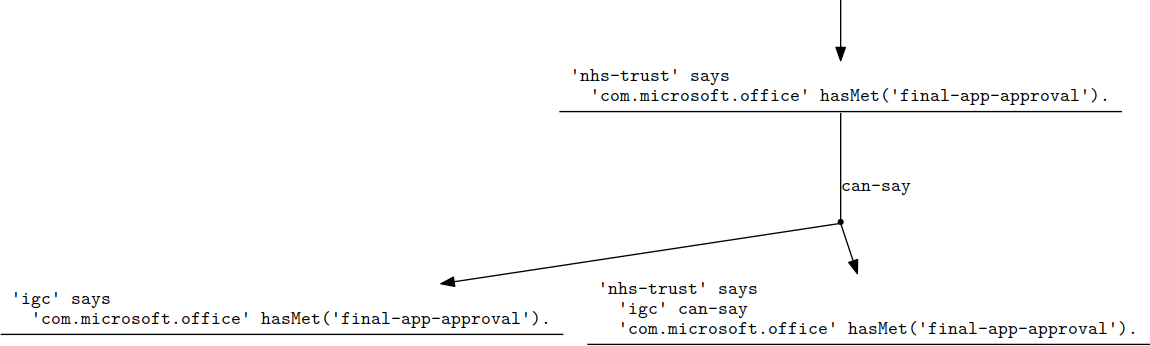 'nhs-trust' says
'com.microsoft.office' hasMet('final-app-approval').
can-say
'igc' says
'com.microsoft.office' hasMet('final-app-approval').
'nhs-trust' says
'igc' can-say
'com.microsoft.office' hasMet('final-app-approval').